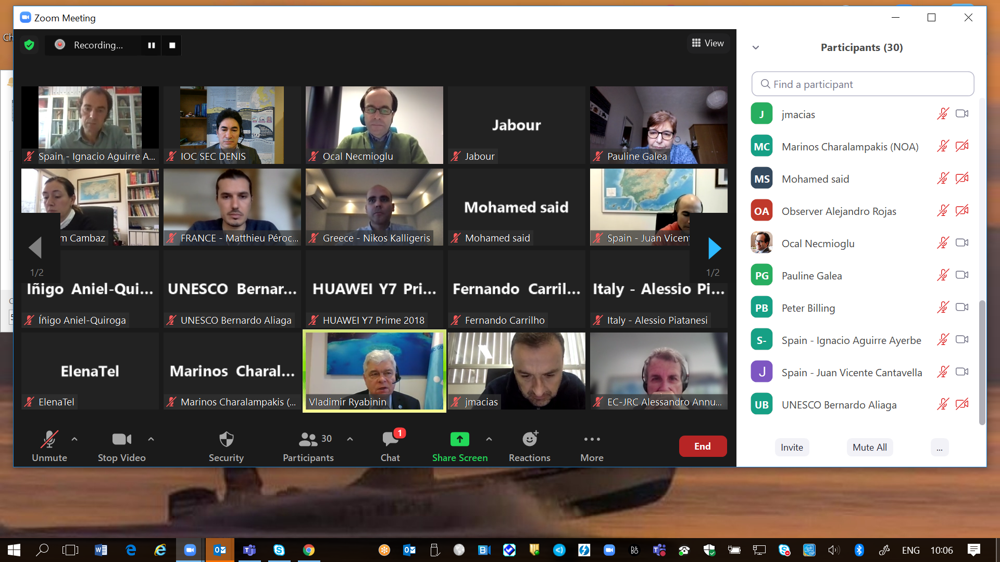 Ch
Zoom Meeting
Recording...
View
Spain - Ignacio Aguirre A...
IOC SEC DENIS
Ocal Necmioglu
Jabour
Jabour
Pauline Galea
m Cambaz
FRANCE - Matthieu Péroc...
Greece - Nikos Kalligeris
Mohamed said
Mohamed said
Spain - Juan Vicent
1/2
1/2
Íñigo Aniel-Qui...
Íñigo Aniel-Quiroga
UNESCO Bernar...
UNESCO Bernardo Aliaga
HUAWEI Y7 Pri...
HUAWEI Y7 Prime 2018
Fernando Carril...
Fernando Carrilho
Italy - Alessio Pi...
Italy - Alessio Piatanesi
ElenaTel
ElenaTel
Marinos Charal...
Marinos Charalampakis (...
Vladimir Ryabinin
jmacias
EC-JRC Alessandro Annu...
Unmute
Stop Video
Security
30
Participants
1
Chat
Share Screen
Reactions
More
End
Participants (30)
Find a participant
J jmacias
MC Marinos Charalampakis (NOA)
MS Mohamed said
OA Observer Alejandro Rojas
Ocal Necmioglu
PG Pauline Galea
PB Peter Billing
S- Spain - Ignacio Aguirre Ayerbe
J Spain - Juan Vicente Cantavella
UB UNESCO Bernardo Aliaga
Invite
Mute All
...
ENG
10:06